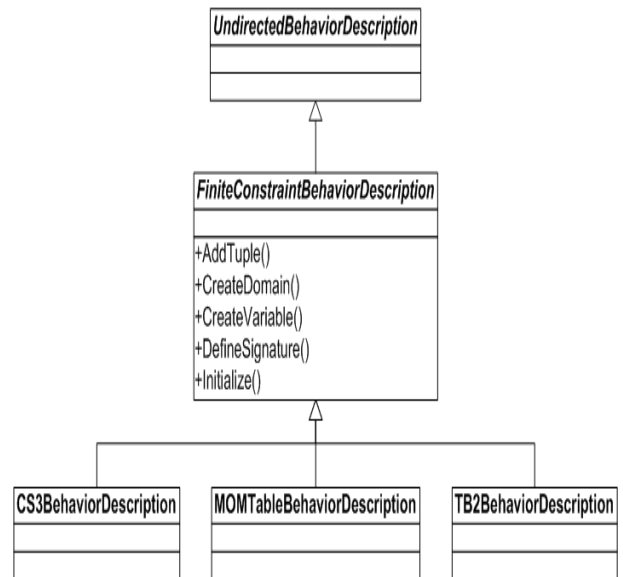 UndirectedBehaviorDescription
FiniteConstraintBehaviorDescription
+AddTuple()
+CreateDomain()
+CreateVariable()
+DefineSignature()
+Initialize()
CS3BehaviorDescription
MOMTableBehaviorDescription
TB2BehaviorDescription